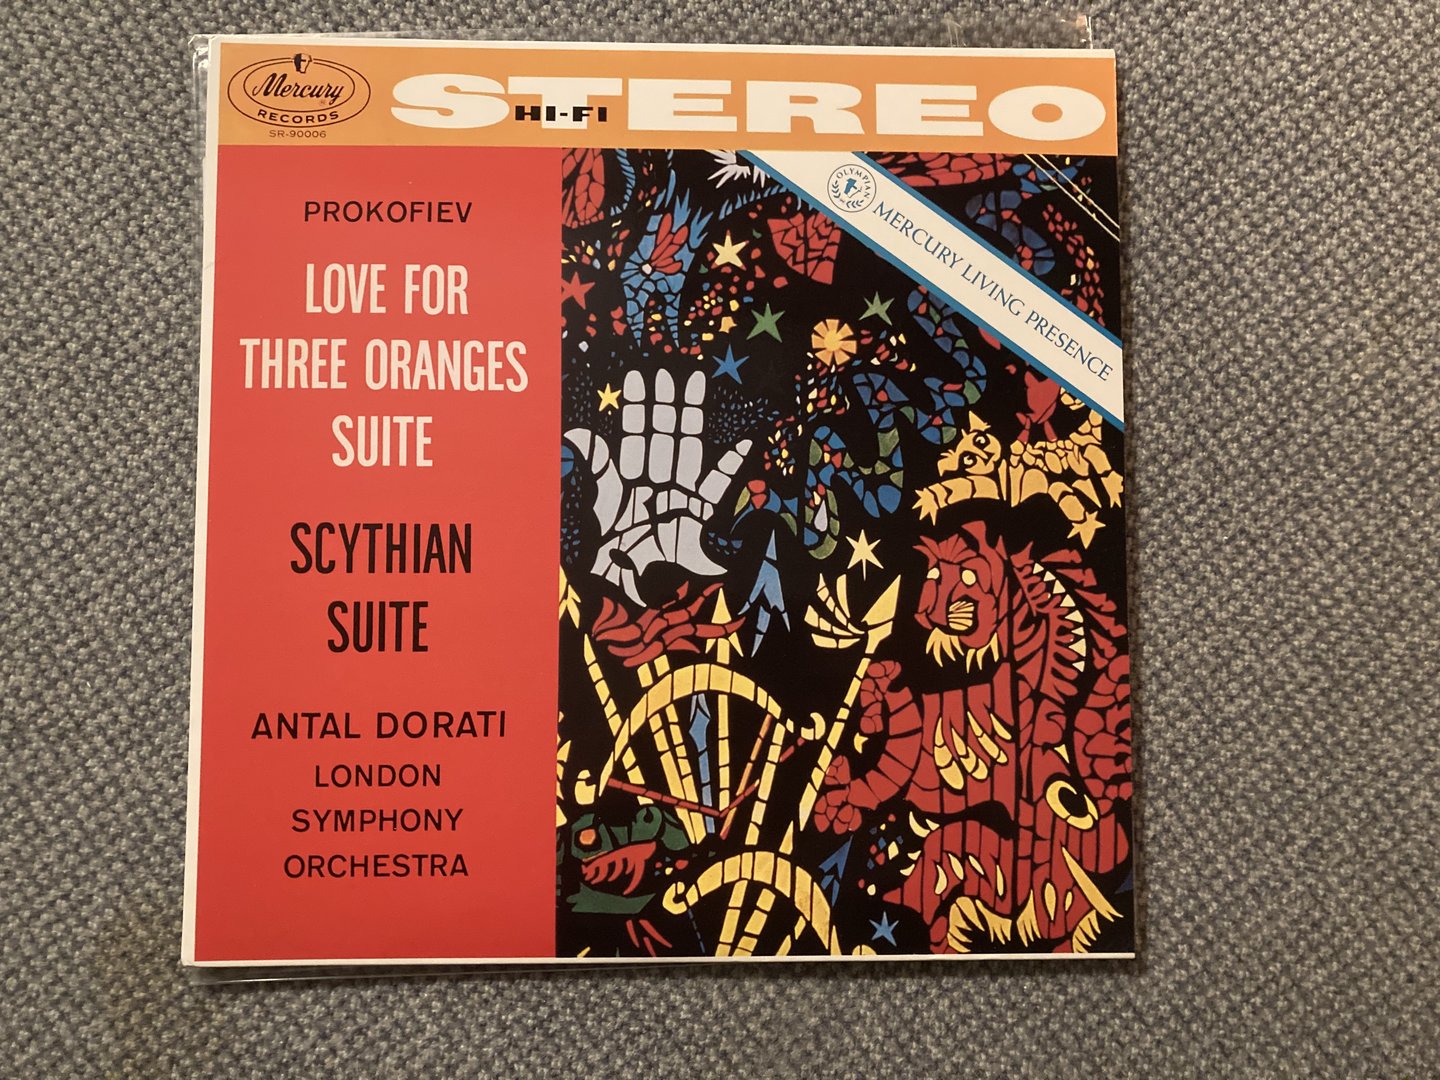 Mercury
RECORDS
SR-90006
STEREO
HI-FI
PROKOFIEV
LOVE FOR
THREE ORANGES
SUITE
SCYTHIAN
SUITE
ANTAL DORATI
LONDON
SYMPHONY
ORCHESTRA
OLYMPIAN
MERCURY LIVING PRESENCE